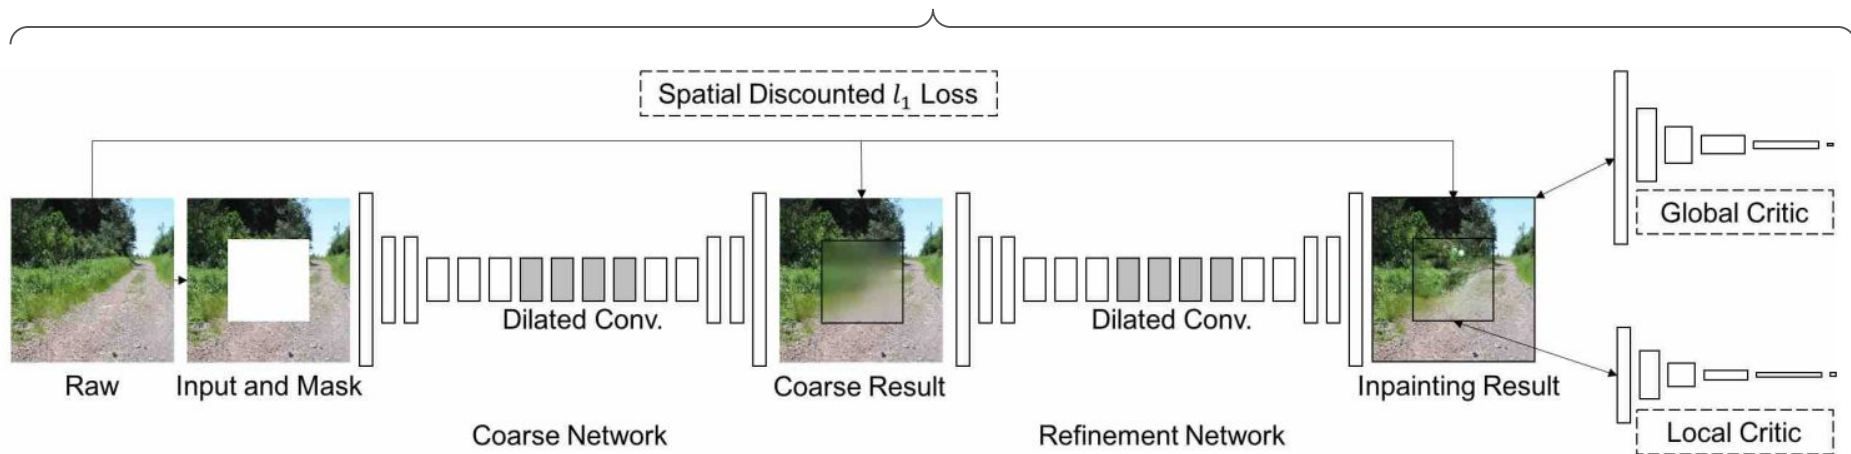 Spatial Discounted l₁ Loss
Global Critic
Dilated Conv.
Dilated Conv.
Raw
Input and Mask
Coarse Result
Inpainting Result
Coarse Network
Refinement Network
Local Critic